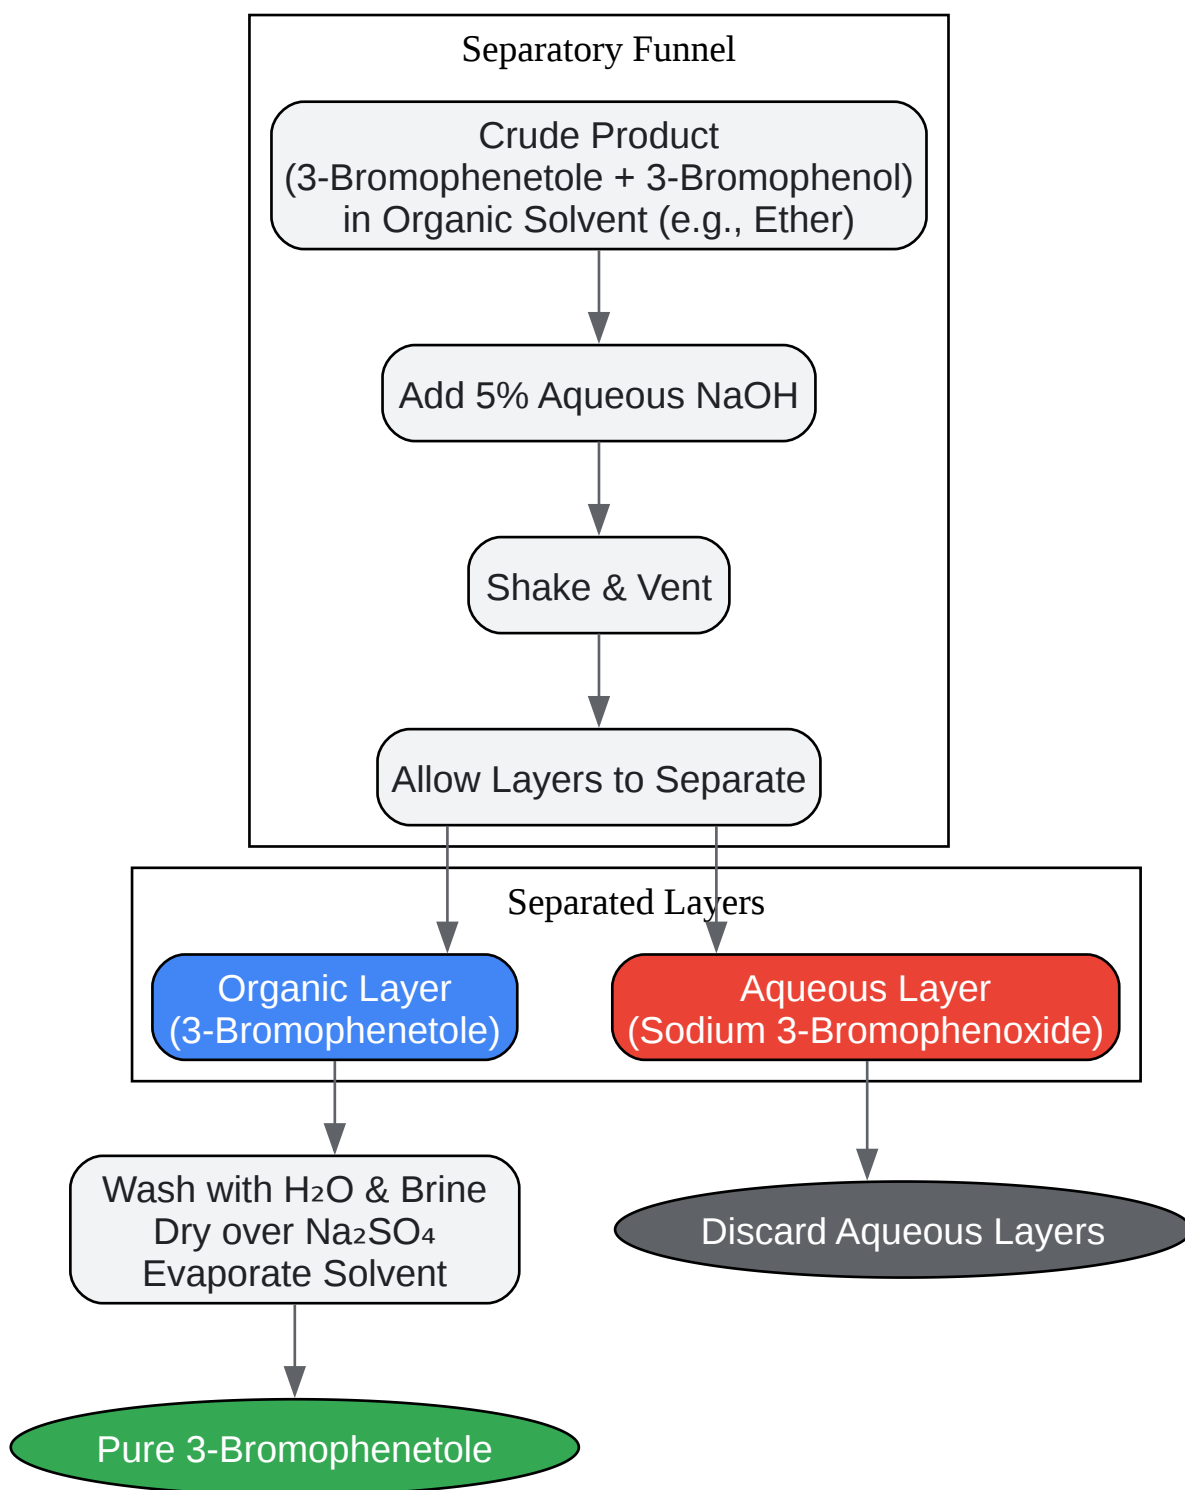 Separatory Funnel
Crude Product
(3-Bromophenetole + 3-Bromophenol)
in Organic Solvent (e.g., Ether)
Add 5% Aqueous NaOH
Shake & Vent
Allow Layers to Separate
Separated Layers
Organic Layer
(3-Bromophenetole)
Aqueous Layer
(Sodium 3-Bromophenoxide)
Wash with H₂O & Brine
Dry over Na₂SO₄
Evaporate Solvent
Discard Aqueous Layers
Pure 3-Bromophenetole